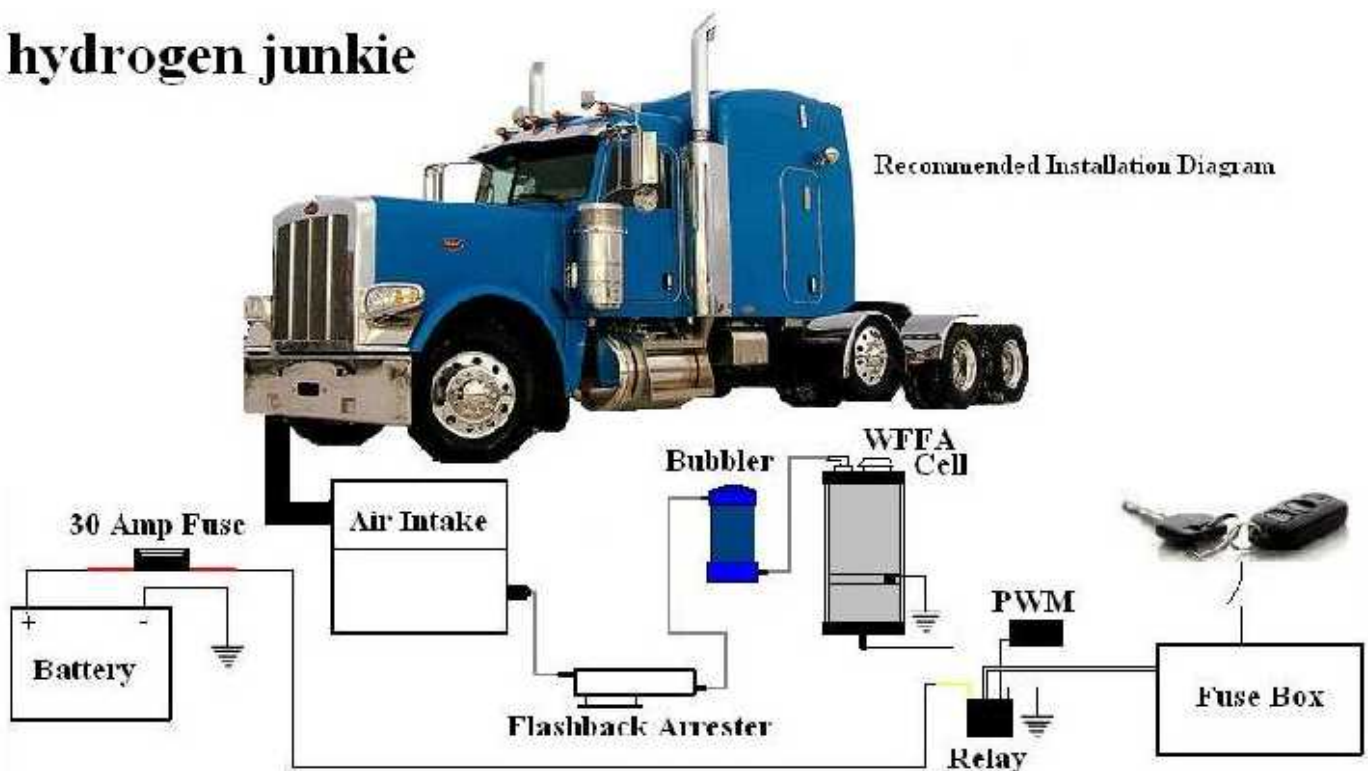 hydrogen junkie
Recommended Installation Diagram
WFFA
Bubbler
Cell
30 Amp Fuse
Air Intake
PWM
+ -
Battery
Fuse Box
Flashback Arrester
Relay